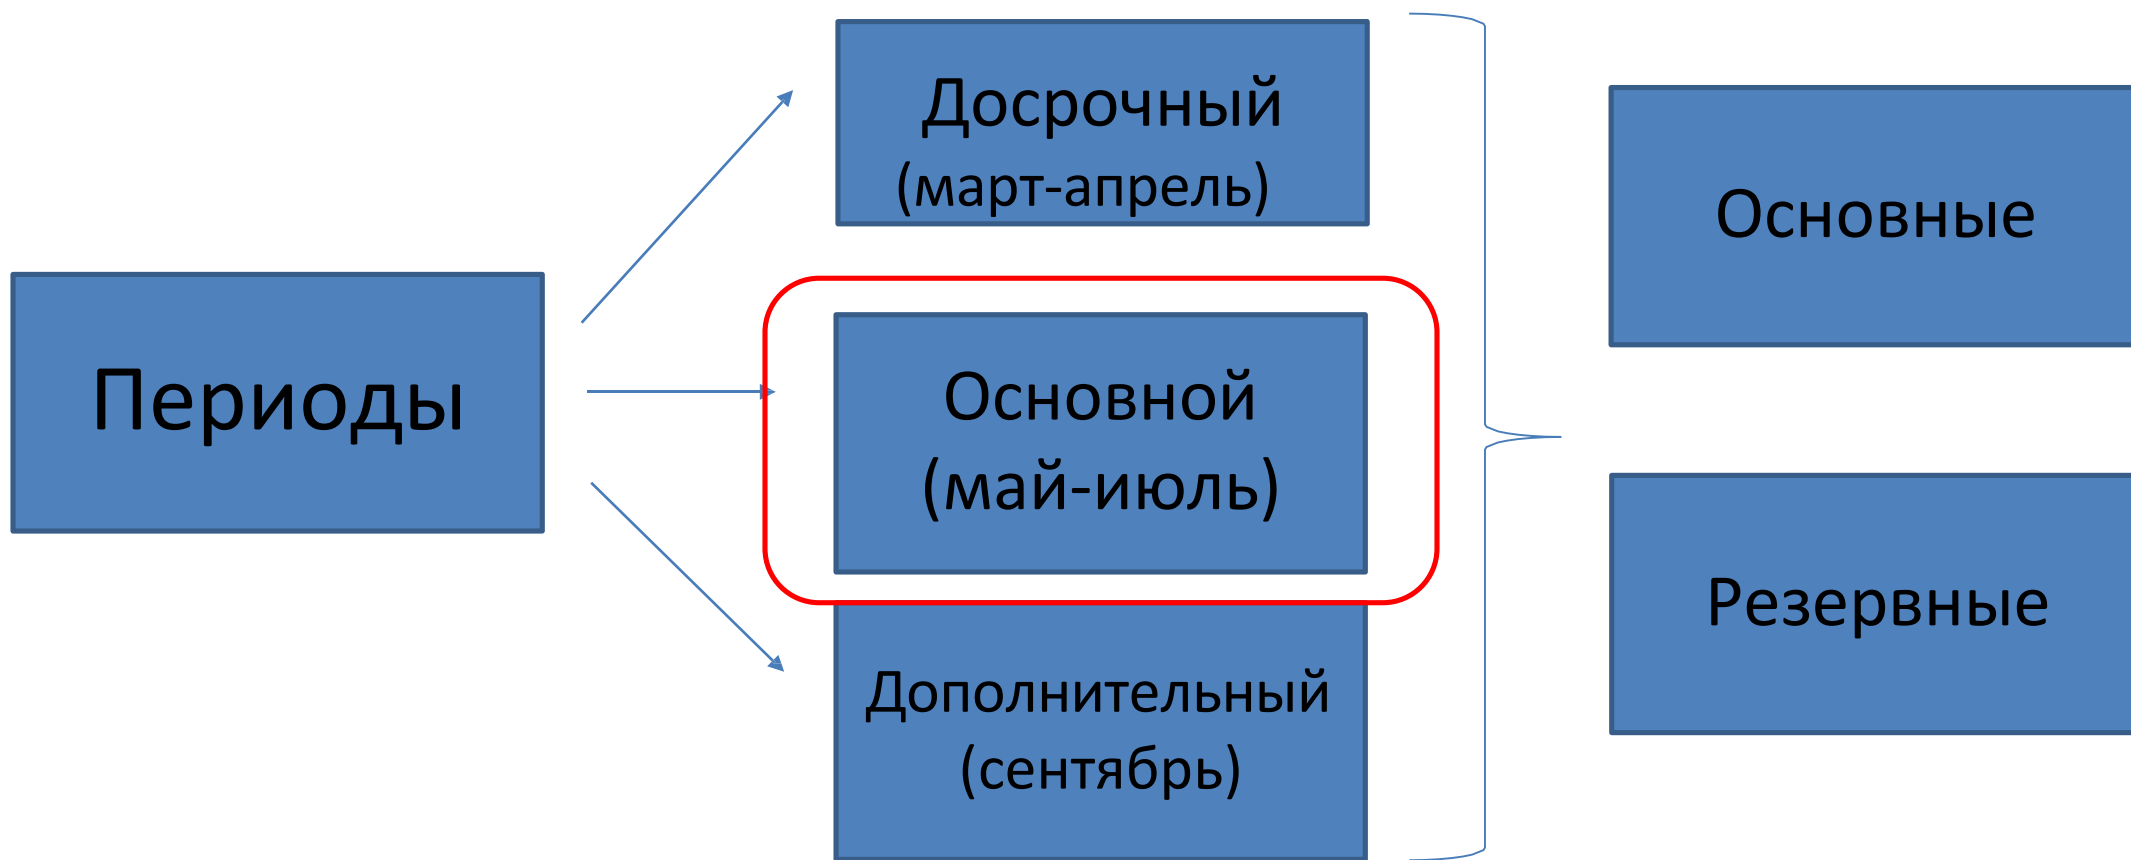 Периоды
Досрочный
(март-апрель)
Основной
(май-июль)
Дополнительный
(сентябрь)
Основные
Резервные